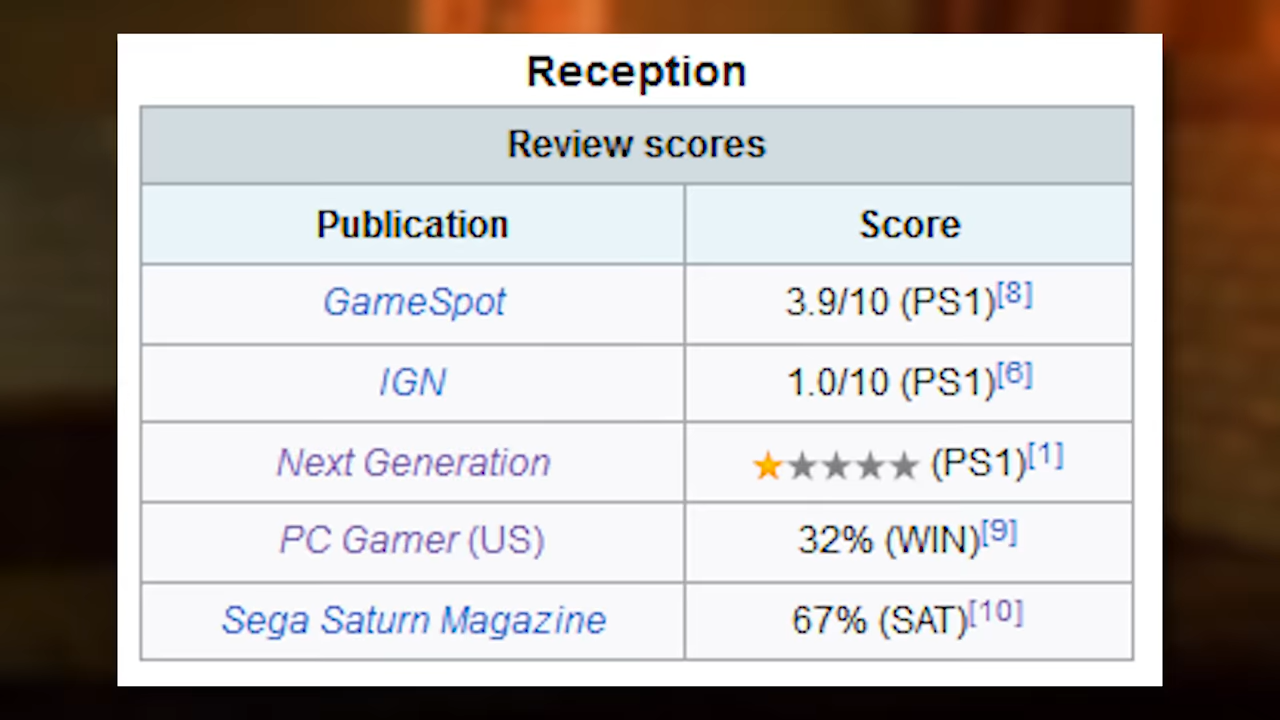 Reception
Review scores
Publication Score
GameSpot 3.9/10 (PS1)[8]
IGN 1.0/10 (PS1)[6]
Next Generation ★★★★★ (PS1)[1]
PC Gamer (US) 32% (WIN)[9]
Sega Saturn Magazine 67% (SAT)[10]